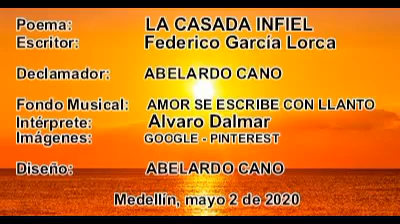 Poema: LA CASADA INFIEL
Escritor: Federico García Lorca
Declamador: ABELARDO CANO
Fondo Musical: AMOR SE ESCRIBE CON LLANTO
Intérprete: Alvaro Dalmar
Imágenes: GOOGLE - PINTEREST
Diseño: ABELARDO CANO
Medellín, mayo 2 de 2020